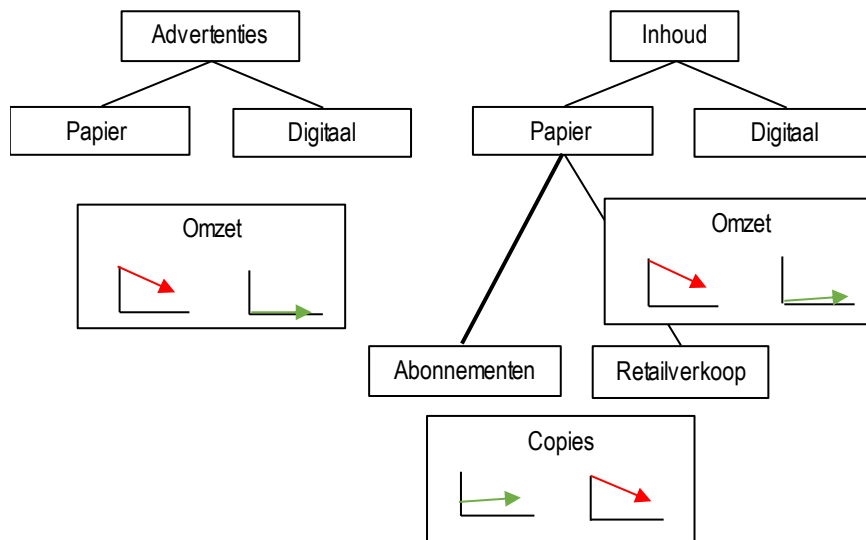 Advertenties
Inhoud
Papier
Digitaal
Papier
Digitaal
Omzet
Omzet
Abonnementen
Retailverkoop
Copies